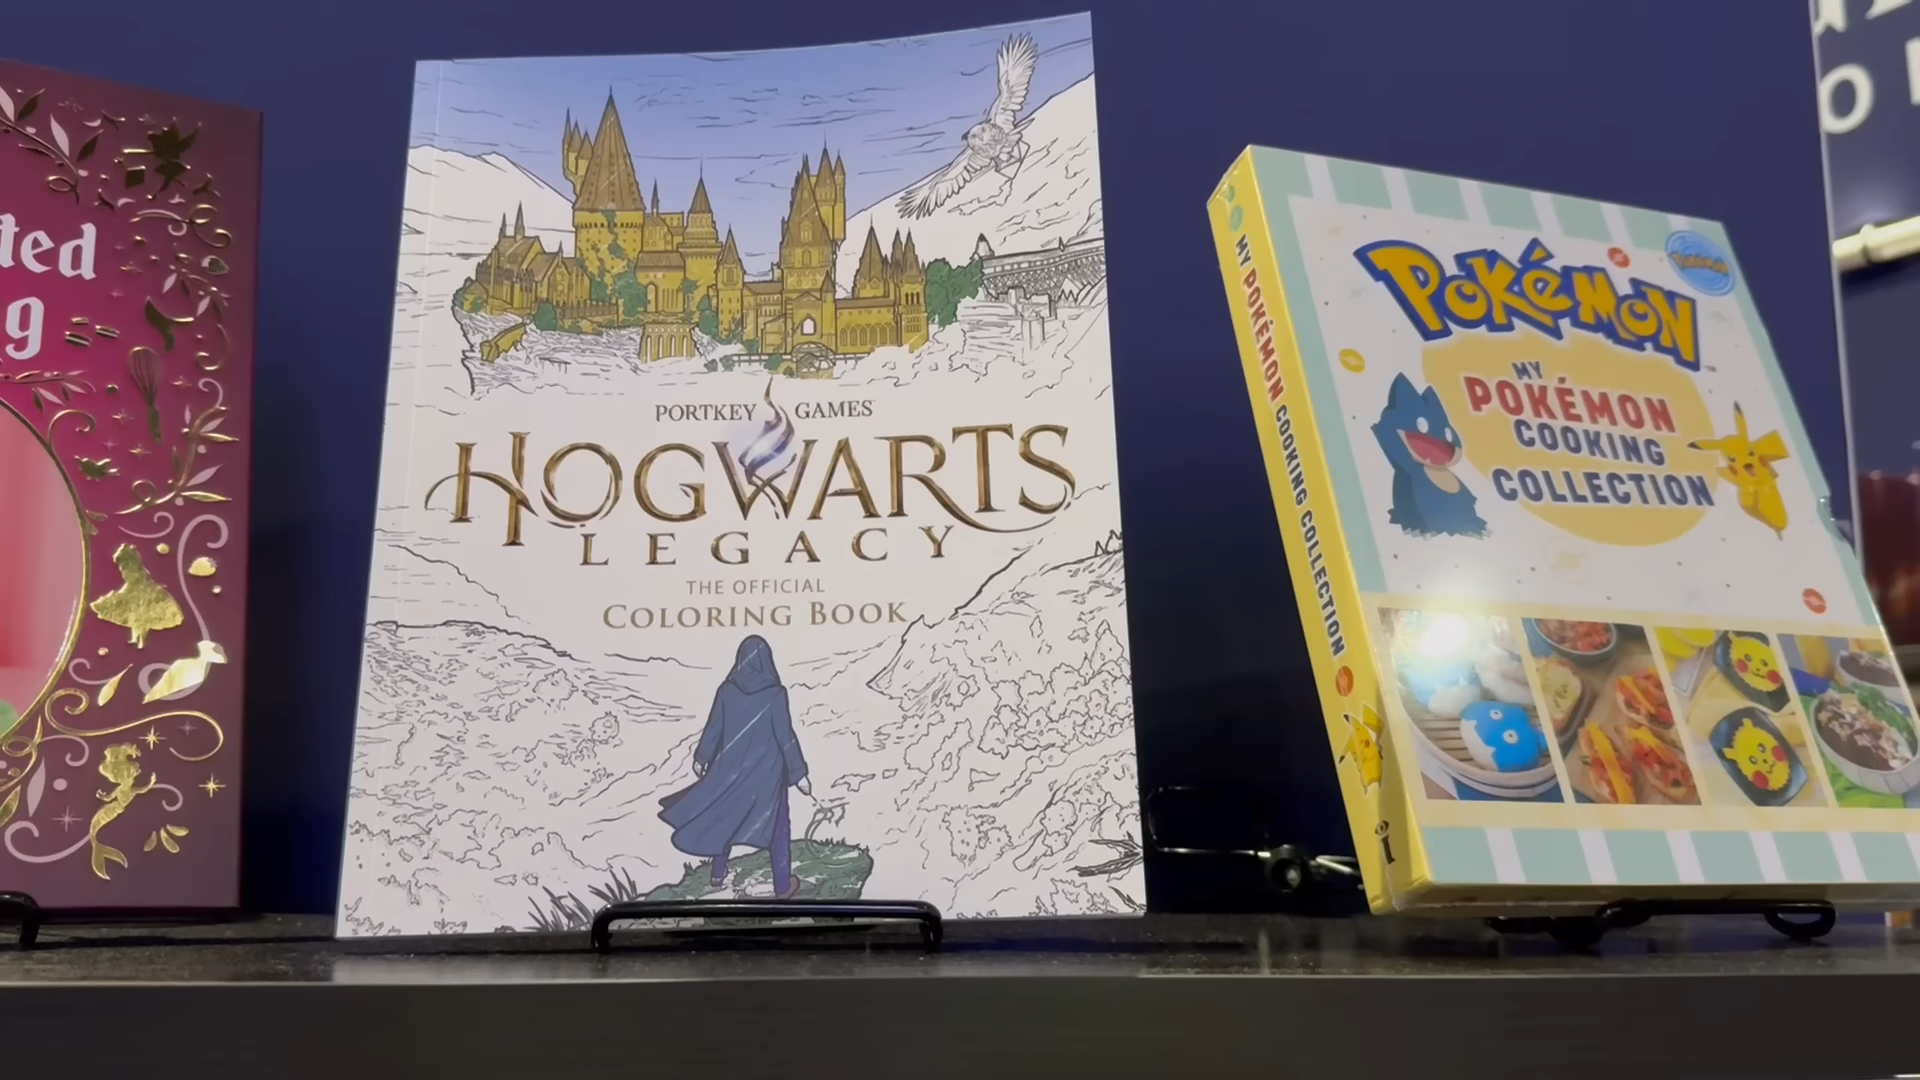 ted
g
PORTKEY GAMES
HOGWARTS
LEGACY
THE OFFICIAL
COLORING BOOK
MY POKÉMON COOKING COLLECTION
POKÉMON
MY
POKÉMON
COOKING
COLLECTION